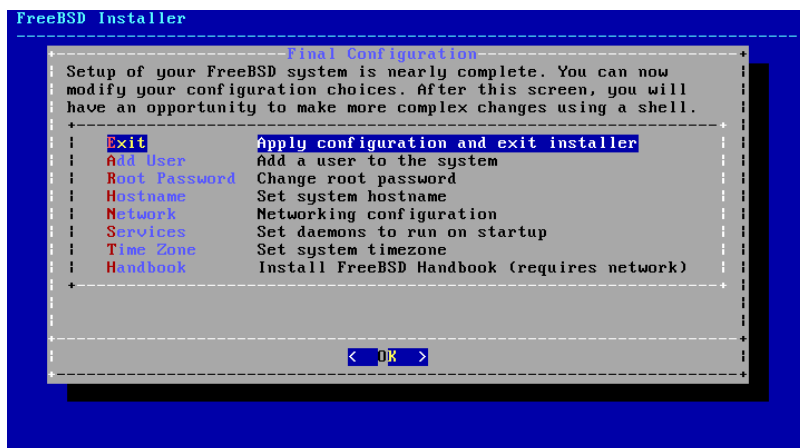 FreeBSD Installer
Final Configuration
Setup of your FreeBSD system is nearly complete. You can now
modify your configuration choices. After this screen, you will
have an opportunity to make more complex changes using a shell.
Exit Apply configuration and exit installer
Add User Add a user to the system
Root Password Change root password
Hostname Set system hostname
Network Networking configuration
Services Set daemons to run on startup
Time Zone Set system timezone
Handbook Install FreeBSD Handbook (requires network)
< OK >